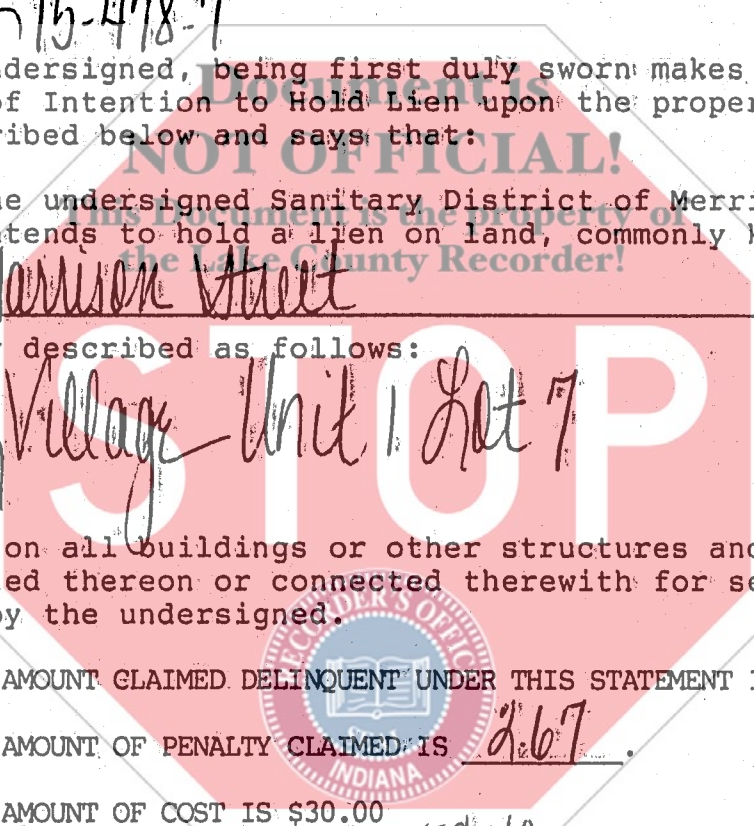 15-478-7
dersigned, being first duly sworn makes
of Intention to Hold Lien upon the proper
ribed below and says that:
Document is
NOT OFFICIAL!
This Document is the property of
the Lake County Recorder!
e undersigned Sanitary District of Merri
tends to hold a lien on land, commonly k
arrison Street
described as follows:
Village Unit 1 Lot 7
STOP
on all buildings or other structures and
ed thereon or connected therewith for se
by the undersigned.
RECORDER'S OFFICE
INDIANA
AMOUNT CLAIMED DELINQUENT UNDER THIS STATEMENT I
AMOUNT OF PENALTY CLAIMED IS 2.67 .
AMOUNT OF COST IS $30.00